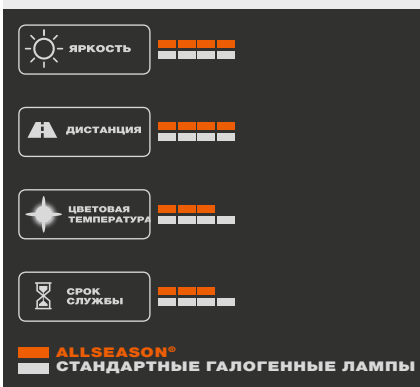 ЯРКОСТЬ
ДИСТАНЦИЯ
ЦВЕТОВАЯ
ТЕМПЕРАТУРА
СРОК
СЛУЖБЫ
ALLSEASON®
СТАНДАРТНЫЕ ГАЛОГЕННЫЕ ЛАМПЫ